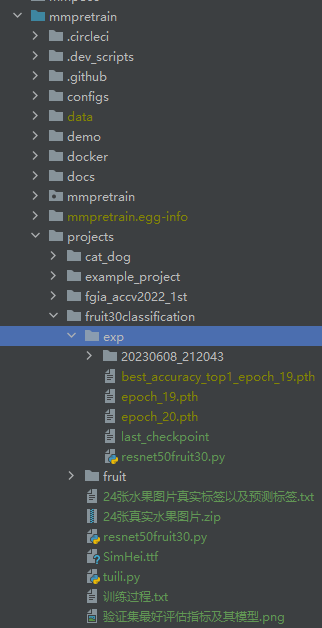 mmpretrain
.circleci
.dev_scripts
.github
configs
data
demo
docker
docs
mmpretrain
mmpretrain.egg-info
projects
cat_dog
example_project
fgia_accv2022_1st
fruit30classification
exp
20230608_212043
best_accuracy_top1_epoch_19.pth
epoch_19.pth
epoch_20.pth
last_checkpoint
resnet50fruit30.py
fruit
24张水果图片真实标签以及预测标签.txt
24张真实水果图片.zip
resnet50fruit30.py
SimHei.ttf
tuili.py
训练过程.txt
验证集最好评估指标及其模型.png